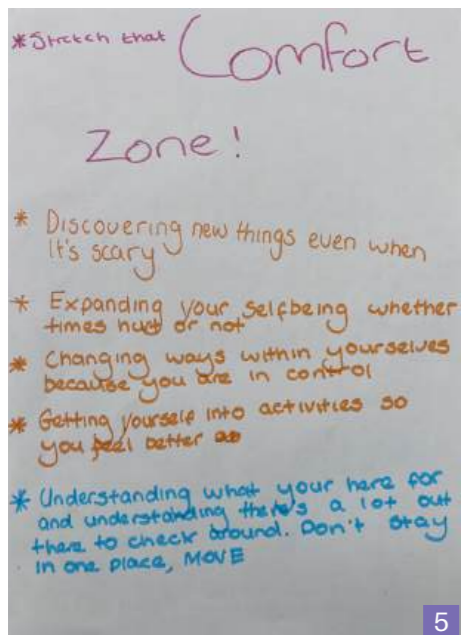 * Stretch that Comfort
Zone!
* Discovering new things even when
It's scary
* Expanding your selfbeing whether
times hurt or not
* Changing ways within yourselves
because you are in control
* Getting yourself into activities so
you feel better
* Understanding what your here for
and understanding there's a lot out
there to check around. Don't stay
in one place, MOVE
5